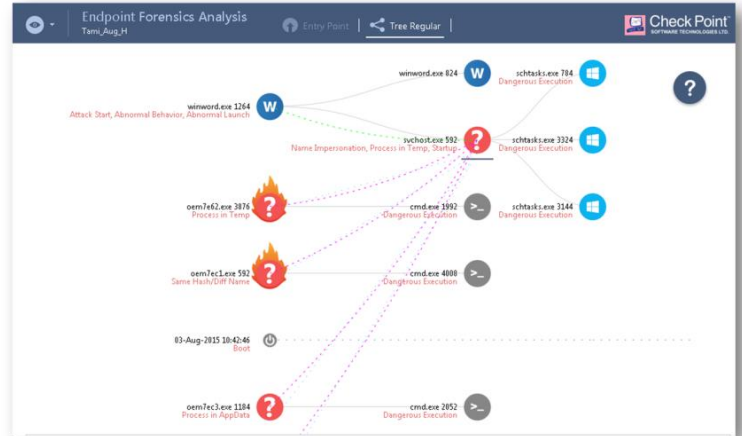 Endpoint Forensics Analysis
Tami_Aug_H
Entry Point
Tree Regular
Check Point
SOFTWARE TECHNOLOGIES LTD.
winword.exe 824
schtasks.exe 784
Dangerous Execution
winword.exe 1264
Attack Start, Abnormal Behavior, Abnormal Launch
svchost.exe 592
Name Impersonation, Process in Temp, Startup
schtasks.exe 3324
Dangerous Execution
oem7e62.exe 3876
Process in Temp
cmd.exe 1992
Dangerous Execution
schtasks.exe 3144
Dangerous Execution
oem7ec1.exe 592
Same Hash/Diff Name
cmd.exe 4008
Dangerous Execution
03-Aug-2015 10:42:46
Boot
oem7ec3.exe 1184
Process in AppData
cmd.exe 2052
Dangerous Execution